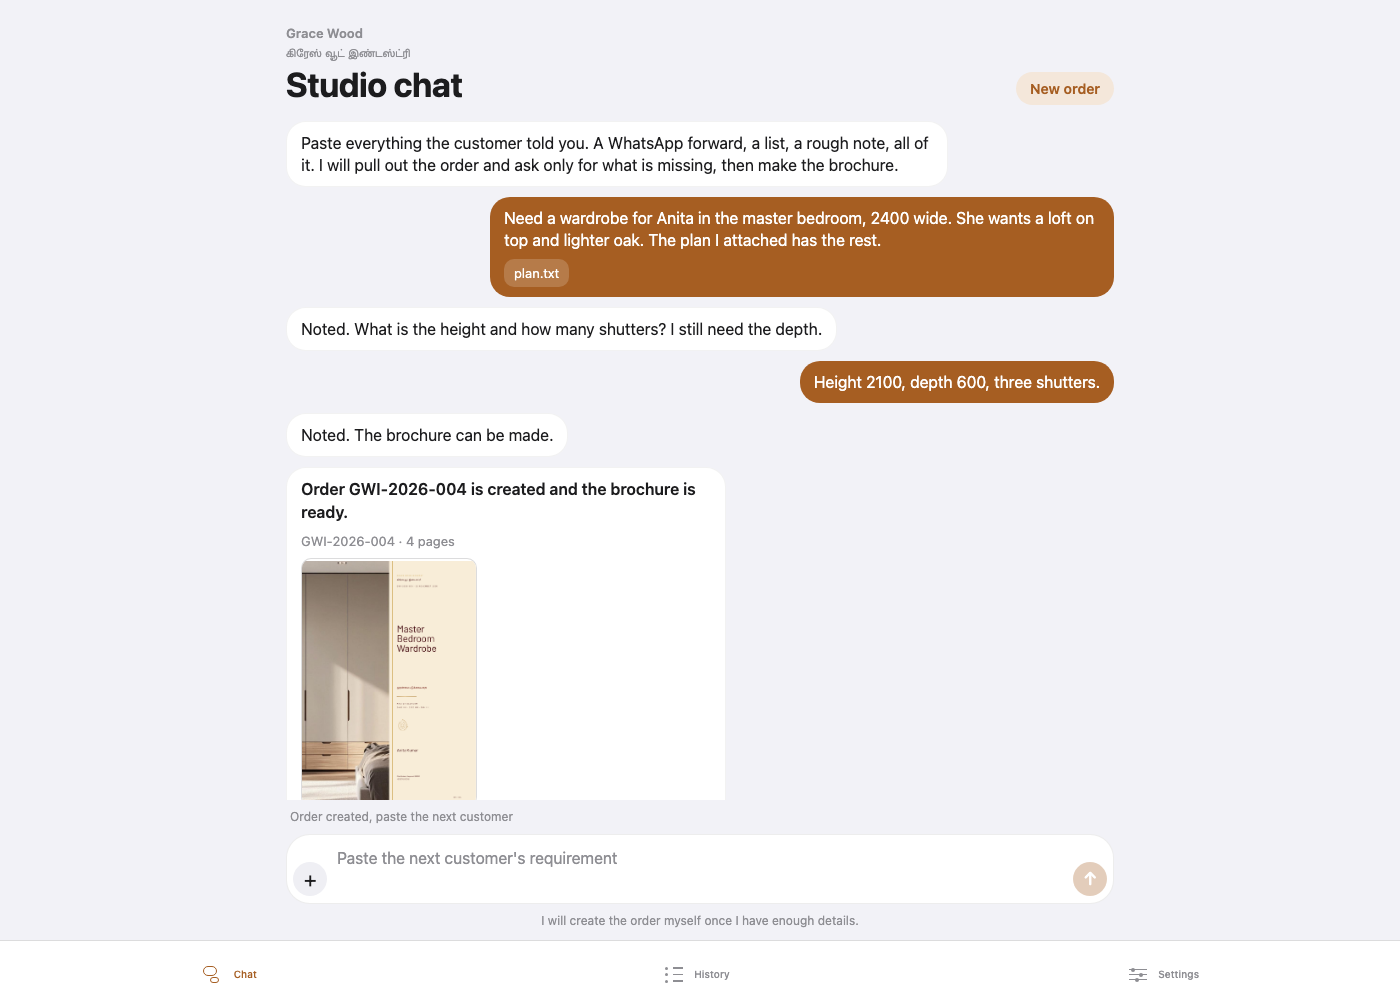 Grace Wood
கிரேஸ் வூட் இண்டஸ்ட்ரி
Studio chat
New order
Paste everything the customer told you. A WhatsApp forward, a list, a rough note, all of
it. I will pull out the order and ask only for what is missing, then make the brochure.
Need a wardrobe for Anita in the master bedroom, 2400 wide. She wants a loft on
top and lighter oak. The plan I attached has the rest.
plan.txt
Noted. What is the height and how many shutters? I still need the depth.
Height 2100, depth 600, three shutters.
Noted. The brochure can be made.
Order GWI-2026-004 is created and the brochure is
ready.
GWI-2026-004 · 4 pages
Master
Bedroom
Wardrobe
Order created, paste the next customer
Paste the next customer's requirement
I will create the order myself once I have enough details.
Chat
History
Settings